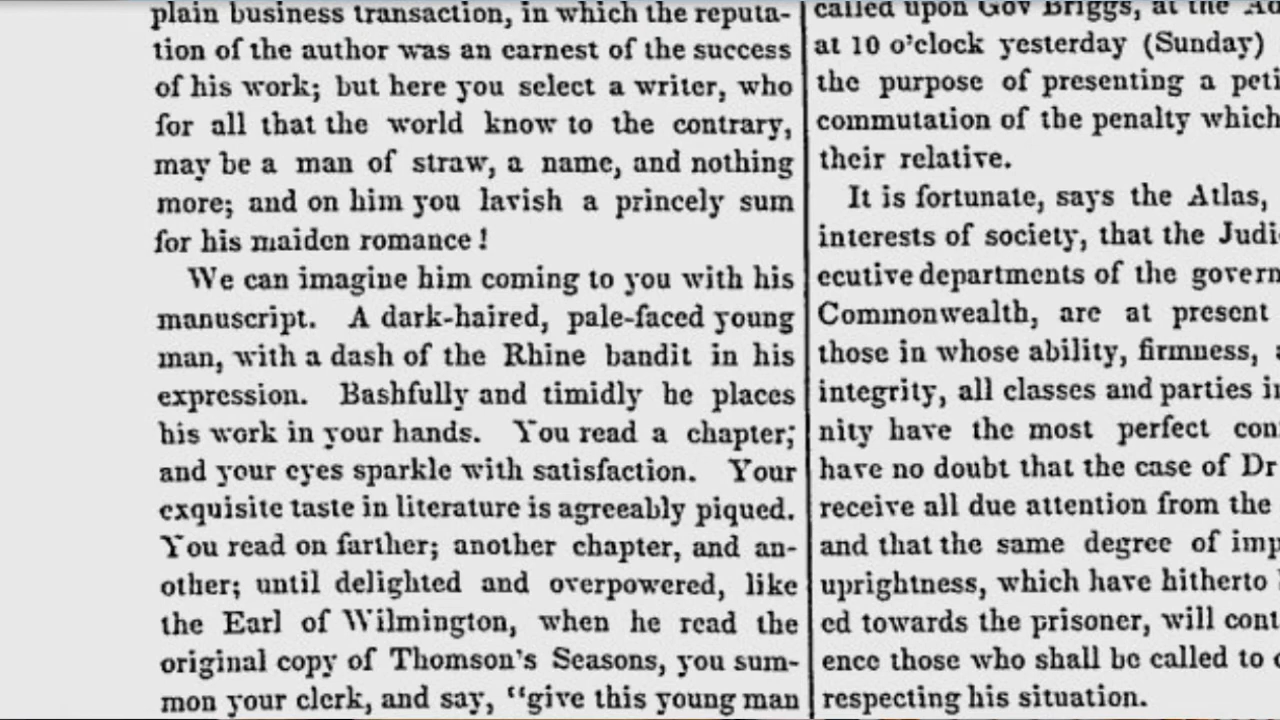 plain business transaction, in which the reputa-
tion of the author was an earnest of the success
of his work; but here you select a writer, who
for all that the world know to the contrary,
may be a man of straw, a name, and nothing
more; and on him you lavish a princely sum
for his maiden romance!
We can imagine him coming to you with his
manuscript. A dark-haired, pale-faced young
man, with a dash of the Rhine bandit in his
expression. Bashfully and timidly he places
his work in your hands. You read a chapter;
and your eyes sparkle with satisfaction. Your
exquisite taste in literature is agreeably piqued.
You read on farther; another chapter, and an-
other; until delighted and overpowered, like
the Earl of Wilmington, when he read the
original copy of Thomson's Seasons, you sum-
mon your clerk, and say, "give this young man
called upon Gov Briggs, at the
at 10 o'clock yesterday (Sunday)
the purpose of presenting a peti
commutation of the penalty which
their relative.
It is fortunate, says the Atlas,
interests of society, that the Judi
ecutive departments of the govern
Commonwealth, are at present
those in whose ability, firmness,
integrity, all classes and parties in
nity have the most perfect con
have no doubt that the case of Dr
receive all due attention from the
and that the same degree of imp
uprightness, which have hitherto
ed towards the prisoner, will cont
ence those who shall be called to
respecting his situation.